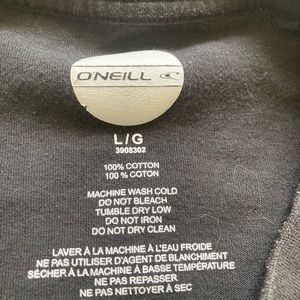 O'NEILL
L/G
3908302
100% COTTON
100 % COTON
MACHINE WASH COLD
DO NOT BLEACH
TUMBLE DRY LOW
DO NOT IRON
DO NOT DRY CLEAN
LAVER À LA MACHINE À L'EAU FROIDE
NE PAS UTILISER D'AGENT DE BLANCHIMENT
SÉCHER À LA MACHINE À BASSE TEMPÉRATURE
NE PAS REPASSER
NE PAS NETTOYER À SEC